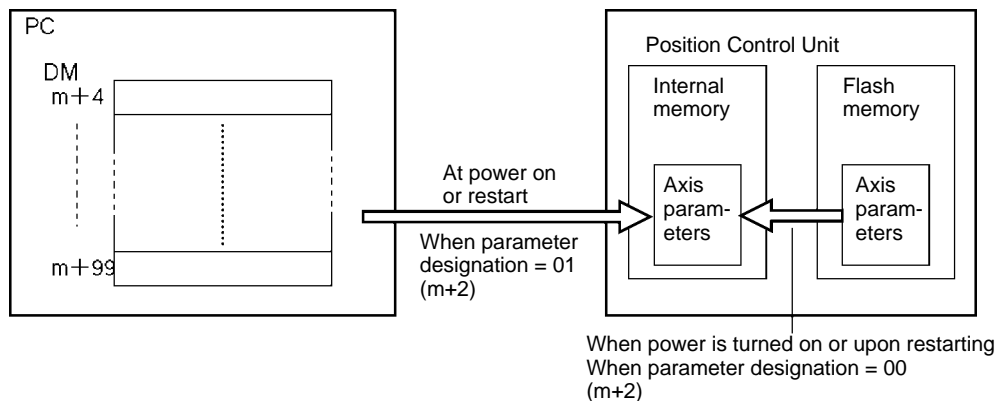 PC
DM
m+4
m+99
At power on
or restart
When parameter
designation = 01
(m+2)
Position Control Unit
Internal
memory
Axis
param-
eters
Flash
memory
Axis
param-
eters
When power is turned on or upon restarting
When parameter designation = 00
(m+2)